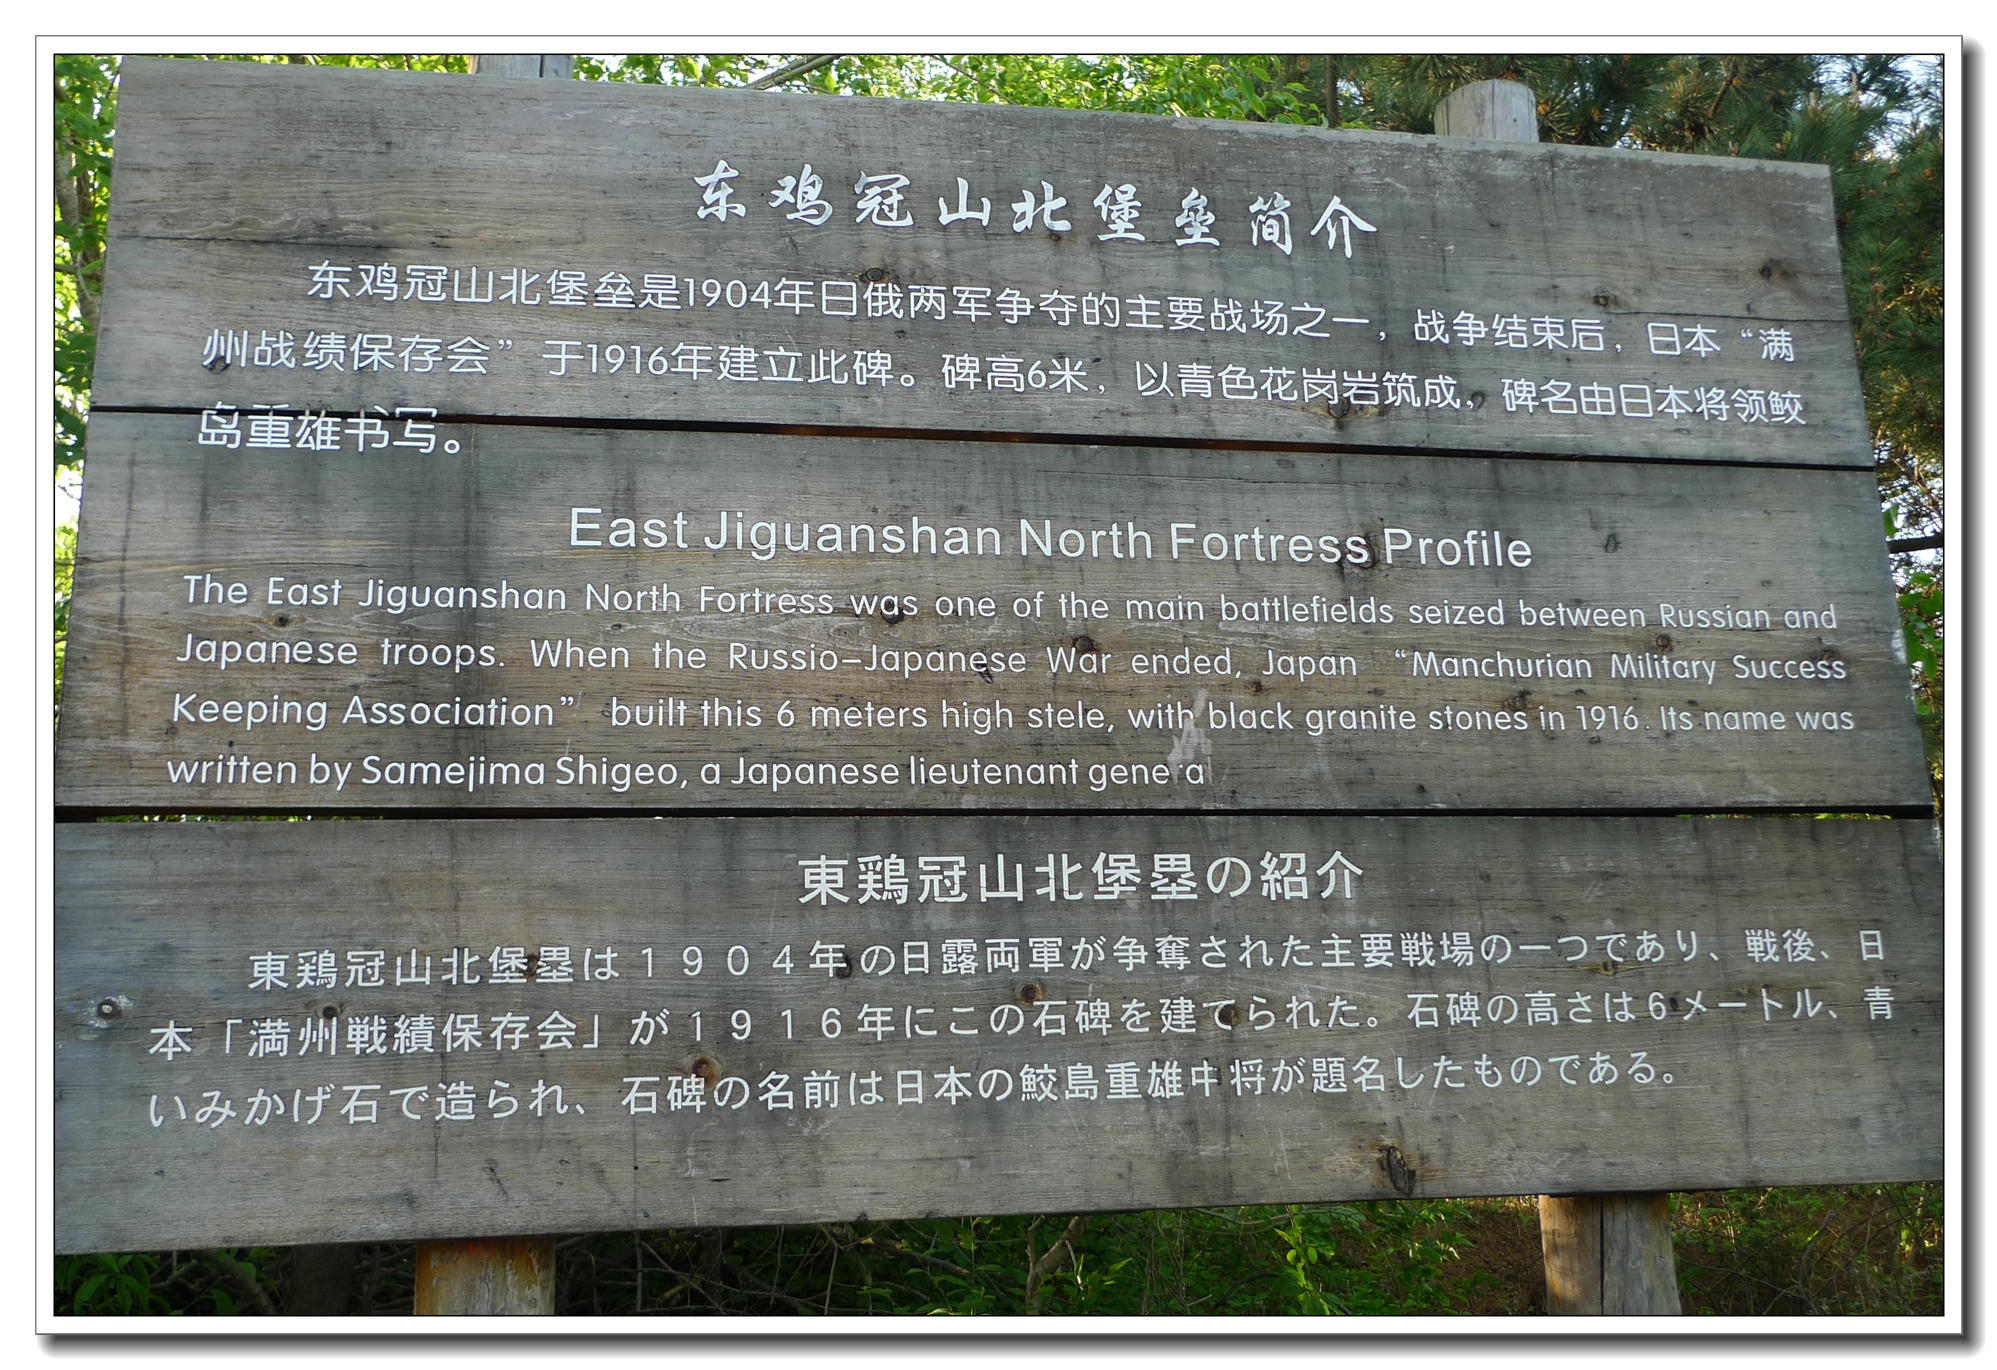 东鸡冠山北堡垒简介
东鸡冠山北堡垒是1904年日俄两军争夺的主要战场之一，战争结束后，日本“满
州战绩保存会”于1916年建立此碑。碑高6米，以青色花岗岩筑成，碑名由日本将领鲛
岛重雄书写。
East Jiguanshan North Fortress Profile
The East Jiguanshan North Fortress was one of the main battlefields seized between Russian and
Japanese troops. When the Russio-Japanese War ended, Japan “Manchurian Military Success
Keeping Association” built this 6 meters high stele, with black granite stones in 1916. Its name was
written by Samejima Shigeo, a Japanese lieutenant gene a
東鶏冠山北堡塁の紹介
東鶏冠山北堡塁は１９０４年の日露両軍が争奪された主要戦場の一つであり、戦後、日
本「満州戦績保存会」が１９１６年にこの石碑を建てられた。石碑の高さは６メートル、青
いみかげ石で造られ、石碑の名前は日本の鮫島重雄中将が題名したものである。